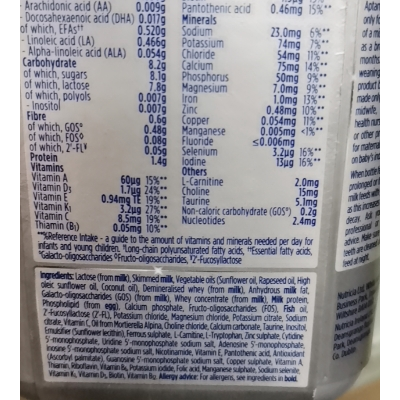 - Arachidonic acid (AA) 0.009g
- Docosahexaenoic acid (DHA) 0.017g
of which, EFAs†† 0.520g
- Linoleic acid (LA) 0.466g
- Alpha-linolenic acid (ALA) 0.054g
Carbohydrate 8.2g
of which, sugars 8.1g
of which, lactose 7.8g
of which, polyols 0.007g
- Inositol 0.007g
Fibre 0.6g
of which, GOS° 0.48g
of which, FOS° 0.08g
of which, 2'-FL¥ 0.05g
Protein 1.4g
Vitamins
Vitamin A 60µg 15%**
Vitamin D3 1.7µg 24%**
Vitamin E 0.94mg TE 19%**
Vitamin K1 3.2µg 27%**
Vitamin C 8.5mg 19%**
Thiamin (B1) 0.05mg 10%**
Pantothenic acid 0.46mg 15%**
Minerals
Sodium 23.0mg 6%**
Potassium 74mg 7%**
Chloride 54mg 11%**
Calcium 75mg 14%**
Phosphorus 50mg 9%**
Magnesium 7.0mg 9%**
Iron 1.0mg 13%**
Zinc 0.48mg 10%**
Copper 0.054mg 11%**
Manganese 0.005mg <1%**
Fluoride ≤0.006mg
Selenium 3.2µg 16%**
Iodine 13µg 16%**
Others
L-Carnitine 2.0mg
Choline 15mg
Taurine 5.1mg
Non-caloric carbohydrate (GOS°) 0.2g
Nucleotides 2.4mg
**%Reference Intake - a guide to the amount of vitamins and minerals needed per day for
infants and young children. †Long-chain polyunsaturated fatty acids, ††Essential fatty acids,
°Galacto-oligosaccharides/Fructo-oligosaccharides, ¥2'-Fucosyllactose
Ingredients: Lactose (from milk), Skimmed milk, Vegetable oils (Sunflower oil, Rapeseed oil, High
oleic sunflower oil, Coconut oil), Demineralised whey (from milk), Anhydrous milk fat,
Galacto-oligosaccharides (GOS) (from milk), Whey concentrate (from milk), Milk protein,
Phospholipid (from egg), Calcium phosphate, Fructo-oligosaccharides (FOS), Fish oil,
2'-Fucosyllactose (2'-FL), Potassium chloride, Magnesium chloride, Potassium citrate, Sodium
citrate, Vitamin C, Oil from Mortierella Alpina, Choline chloride, Calcium carbonate, Taurine, Inositol,
Emulsifier (Sunflower lecithin), Ferrous sulphate, L-Carnitine, L-Tryptophan, Zinc sulphate, Cytidine
5'-monophosphate, Uridine 5'-monophosphate sodium salt, Adenosine 5'-monophosphate,
Inosine 5'-monophosphate sodium salt, Nicotinamide, Vitamin E, Pantothenic acid, Antioxidant
(Ascorbyl palmitate), Guanosine 5'-monophosphate sodium salt, Copper sulphate, Vitamin A,
Thiamin, Riboflavin, Vitamin B6, Potassium iodide, Folic acid, Manganese sulphate, Sodium selenite,
Vitamin K1, Vitamin D3, Biotin, Vitamin B12. Allergy advice: For allergens, see ingredients in bold.